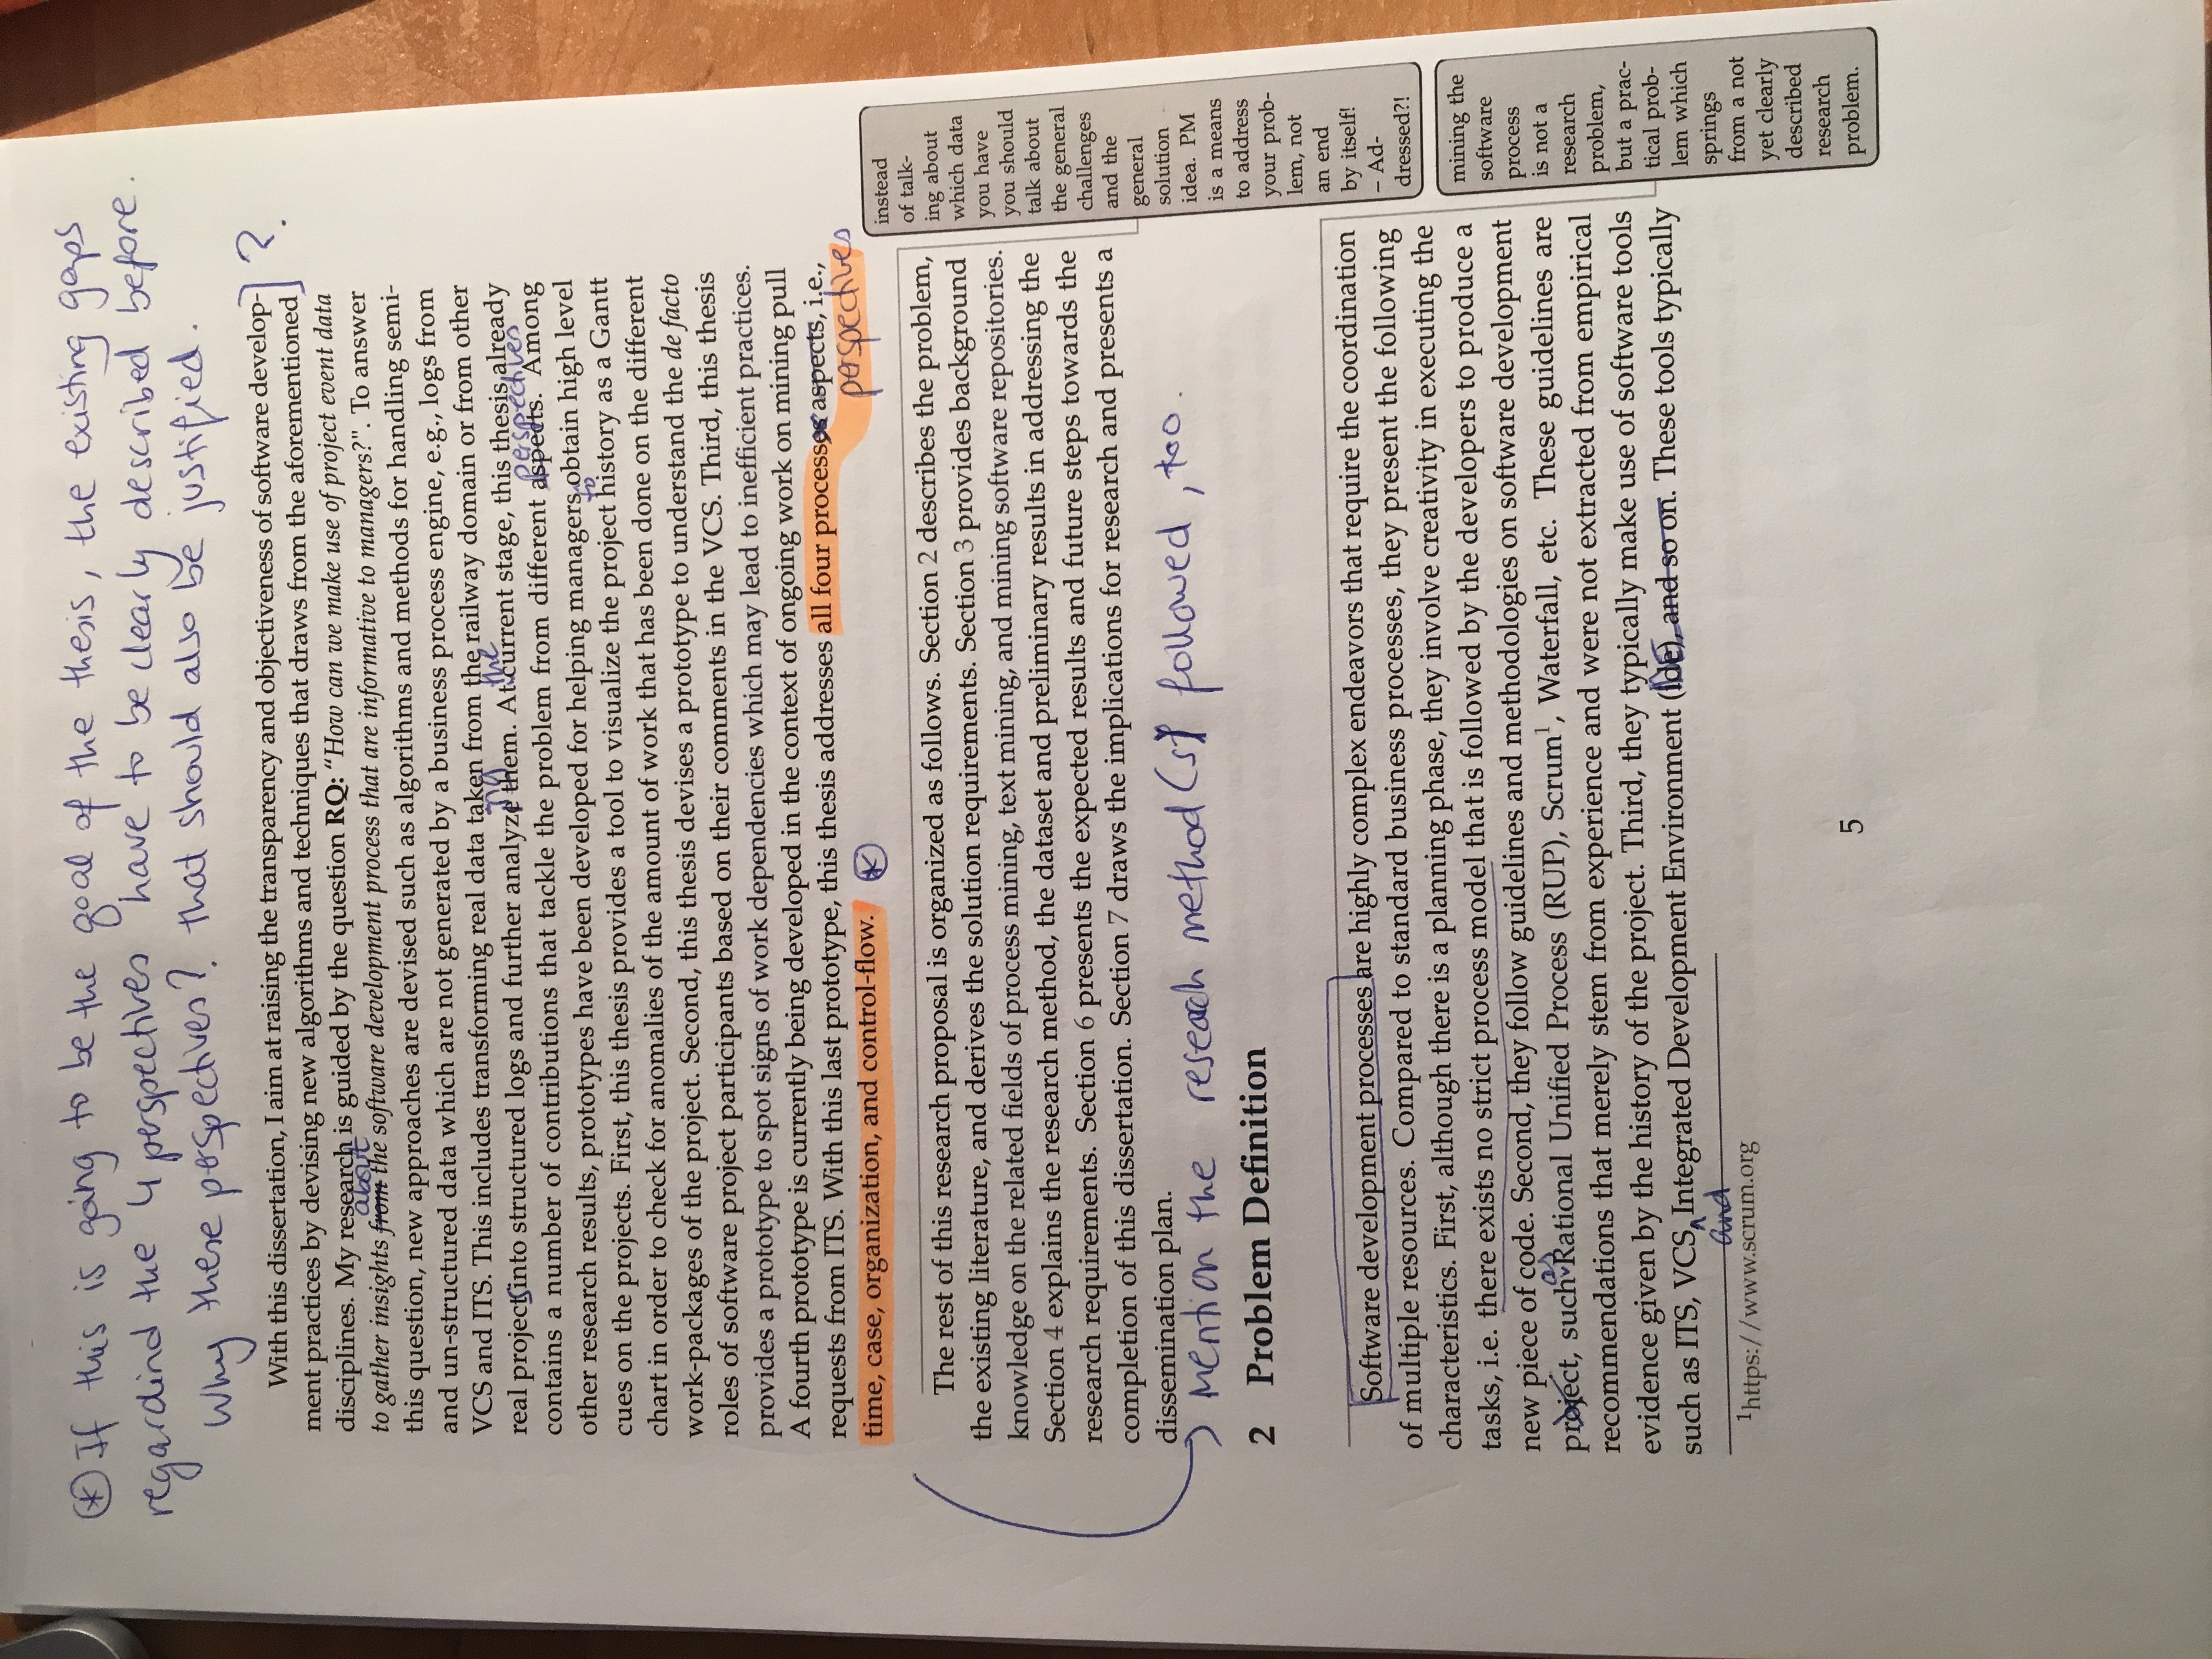 (*) If this is going to be the goal of the thesis, the existing gaps
regardind the 4 perspectives have to be clearly described before.
Why these perspectives? that should also be justified.
With this dissertation, I aim at raising the transparency and objectiveness of software develop- ] ?
ment practices by devising new algorithms and techniques that draws from the aforementioned
disciplines. My research is guided by the question RQ: “How can we make use of project event data
about
to gather insights from the software development process that are informative to managers?". To answer
this question, new approaches are devised such as algorithms and methods for handling semi-
and un-structured data which are not generated by a business process engine, e.g., logs from
VCS and ITS. This includes transforming real data taken from the railway domain or from other
ing the
real projects into structured logs and further analyze them. At current stage, this thesis already
perspectives
contains a number of contributions that tackle the problem from different aspects. Among
other research results, prototypes have been developed for helping managers obtain high level
to
cues on the projects. First, this thesis provides a tool to visualize the project history as a Gantt
chart in order to check for anomalies of the amount of work that has been done on the different
work-packages of the project. Second, this thesis devises a prototype to understand the de facto
roles of software project participants based on their comments in the VCS. Third, this thesis
provides a prototype to spot signs of work dependencies which may lead to inefficient practices.
A fourth prototype is currently being developed in the context of ongoing work on mining pull
requests from ITS. With this last prototype, this thesis addresses all four processes aspects, i.e.,
perspectives
time, case, organization, and control-flow. (*)
The rest of this research proposal is organized as follows. Section 2 describes the problem,
the existing literature, and derives the solution requirements. Section 3 provides background
knowledge on the related fields of process mining, text mining, and mining software repositories.
Section 4 explains the research method, the dataset and preliminary results in addressing the
research requirements. Section 6 presents the expected results and future steps towards the
completion of this dissertation. Section 7 draws the implications for research and presents a
dissemination plan.
Mention the research method(s) followed, too.
2 Problem Definition
Software development processes are highly complex endeavors that require the coordination
of multiple resources. Compared to standard business processes, they present the following
characteristics. First, although there is a planning phase, they involve creativity in executing the
tasks, i.e. there exists no strict process model that is followed by the developers to produce a
new piece of code. Second, they follow guidelines and methodologies on software development
as
project, such Rational Unified Process (RUP), Scrum1, Waterfall, etc. These guidelines are
recommendations that merely stem from experience and were not extracted from empirical
evidence given by the history of the project. Third, they typically make use of software tools
such as ITS, VCS, Integrated Development Environment (Ide), and so on. These tools typically
and
1https://www.scrum.org
5
instead
of talk-
ing about
which data
you have
you should
talk about
the general
challenges
and the
general
solution
idea. PM
is a means
to address
your prob-
lem, not
an end
by itself!
– Ad-
dressed?!
mining the
software
process
is not a
research
problem,
but a prac-
tical prob-
lem which
springs
from a not
yet clearly
described
research
problem.